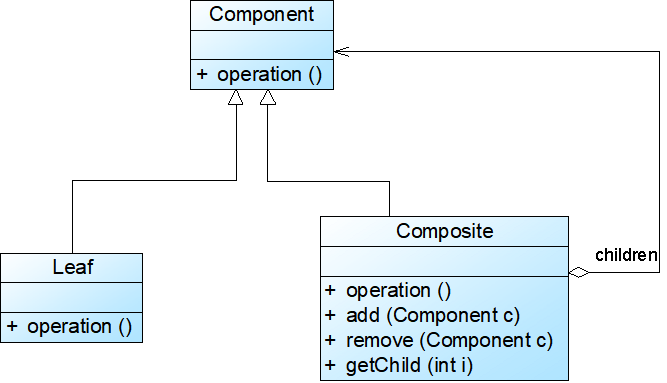 Component
+ operation ()
Composite
children
Leaf
+ operation ()
+ operation ()
+ add (Component c)
+ remove (Component c)
+ getChild (int i)